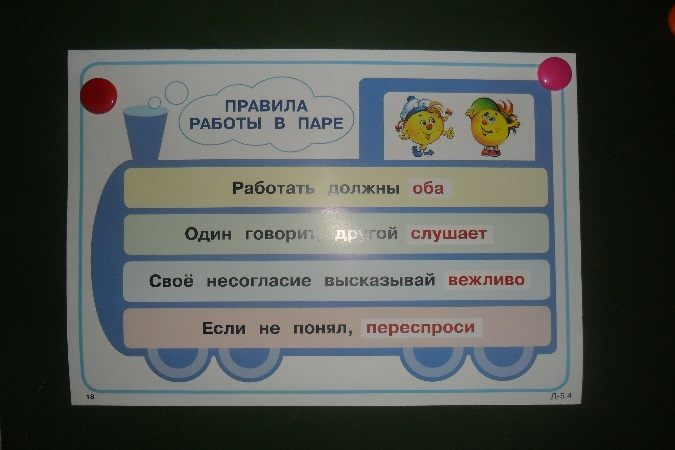 ПРАВИЛА
РАБОТЫ В ПАРЕ
Работать должны оба
Один говорит, другой слушает
Своё несогласие высказывай вежливо
Если не понял, переспроси
18
Л-5.4